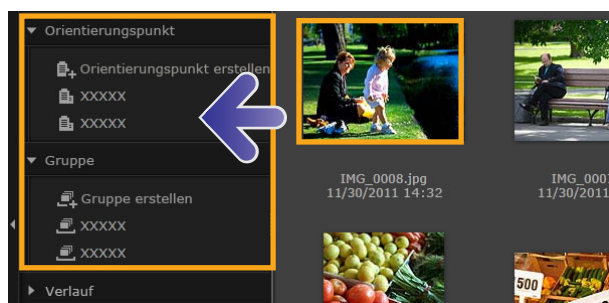 Orientierungspunkt
Orientierungspunkt erstellen
XXXXX
XXXXX
Gruppe
Gruppe erstellen
XXXXX
XXXXX
Verlauf
IMG_0008.jpg
11/30/2011 14:32
IMG_000
11/30/2011
500